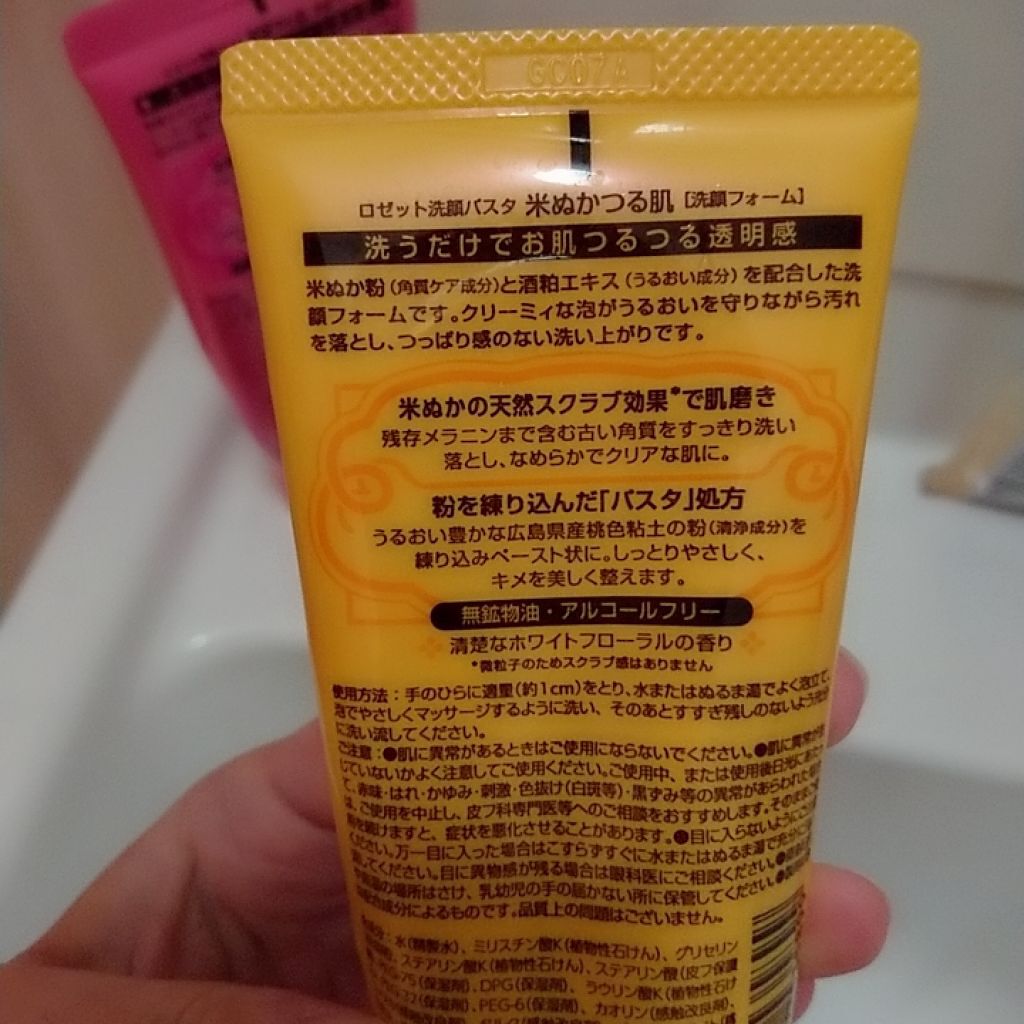 GC07A
ロゼット洗顔パスタ 米ぬかつる肌 [洗顔フォーム]
洗うだけでお肌つるつる透明感
米ぬか粉(角質ケア成分)と酒粕エキス(うるおい成分)を配合した洗
顔フォームです。クリーミィな泡がうるおいを守りながら汚れ
を落とし、つっぱり感のない洗い上がりです。
米ぬかの天然スクラブ効果*で肌磨き
残存メラニンまで含む古い角質をすっきり洗い
落とし、なめらかでクリアな肌に。
粉を練り込んだ「パスタ」処方
うるおい豊かな広島県産桃色粘土の粉(清浄成分)を
練り込みペースト状に。しっとりやさしく、
キメを美しく整えます。
無鉱物油・アルコールフリー
清楚なホワイトフローラルの香り
*微粒子のためスクラブ感はありません
使用方法:手のひらに適量(約1cm)をとり、水またはぬるま湯でよく泡立て、
泡でやさしくマッサージするように洗い、そのあとすすぎ残しのないよう
に洗い流してください。
ご注意:●肌に異常があるときはご使用にならないでください。●肌に異常が
していないかよく注意してご使用ください。ご使用中、または使用後日光に
て、赤味・はれ・かゆみ・刺激・色抜け(白斑等)・黒ずみ等の異常があらわれた
は、ご使用を中止し、皮フ科専門医等へのご相談をおすすめします。そのまま
を続けますと、症状を悪化させることがあります。●目に入らないように
ください。万一目に入った場合はこすらずすぐに水またはぬるま湯で充分に
流してください。目に異物感が残る場合は眼科医にご相談ください。●
の場所はさけ、乳幼児の手の届かない所に保管してください。●
成分によるものです。品質上の問題はございません。
水(精製水)、ミリスチン酸K(植物性石けん)、グリセリン
ステアリン酸K(植物性石けん)、ステアリン酸(皮フ保護
-75(保湿剤)、DPG(保湿剤)、ラウリン酸K(植物性石け
-32(保湿剤)、PEG-6(保湿剤)、カオリン(感触改良剤)、